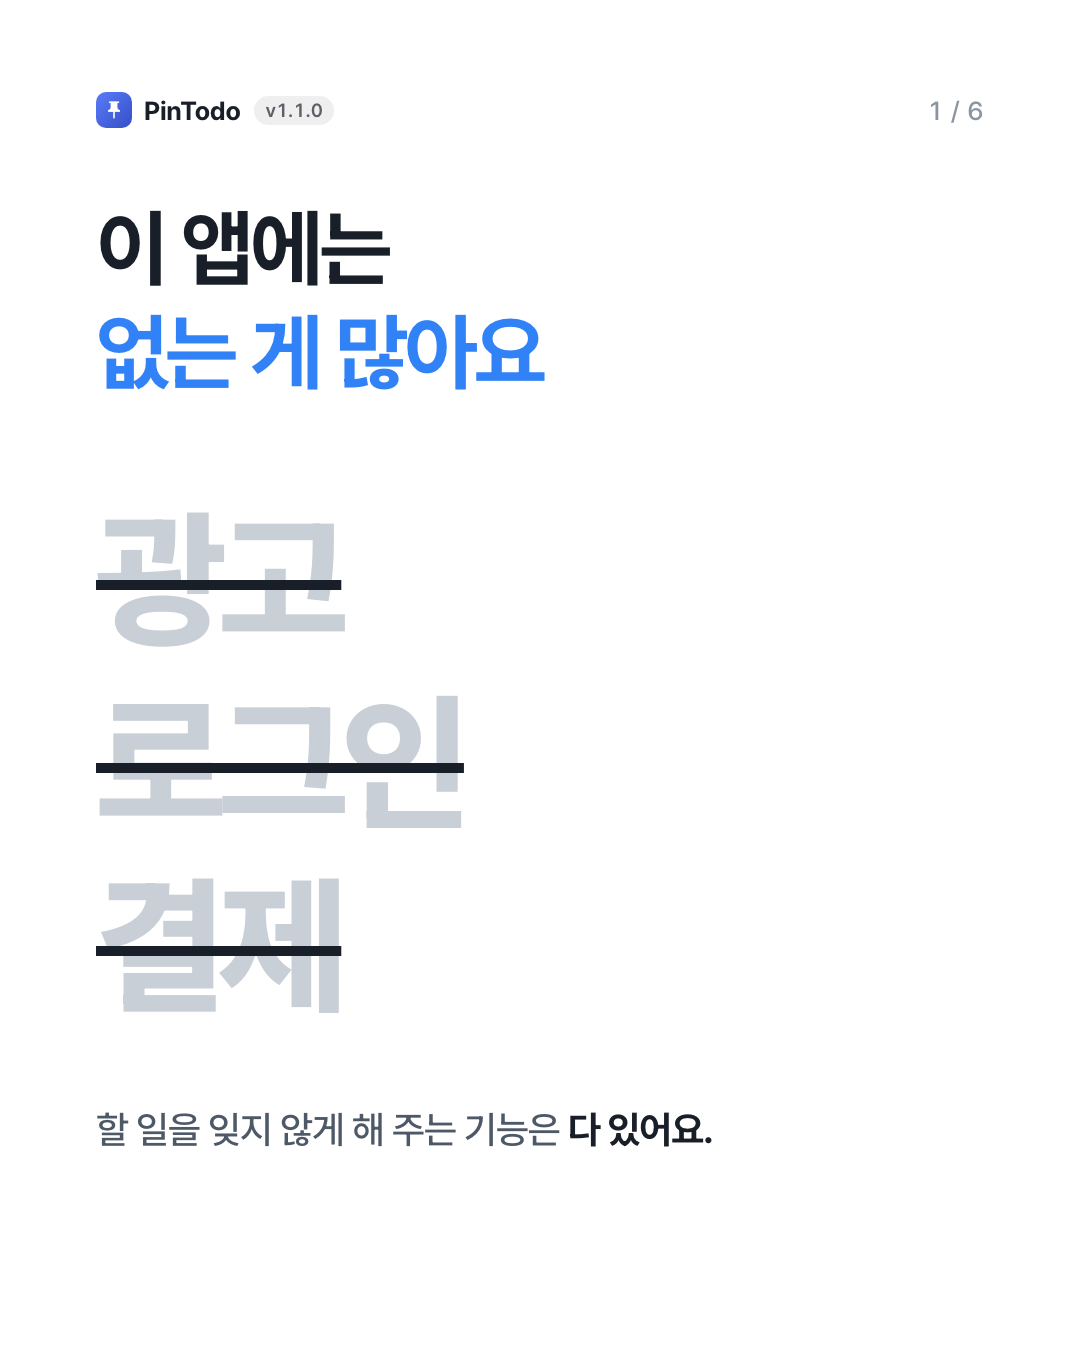 PinTodo v1.1.0 1 / 6
이 앱에는
없는 게 많아요
광고
로그인
결제
할 일을 잊지 않게 해 주는 기능은 다 있어요.